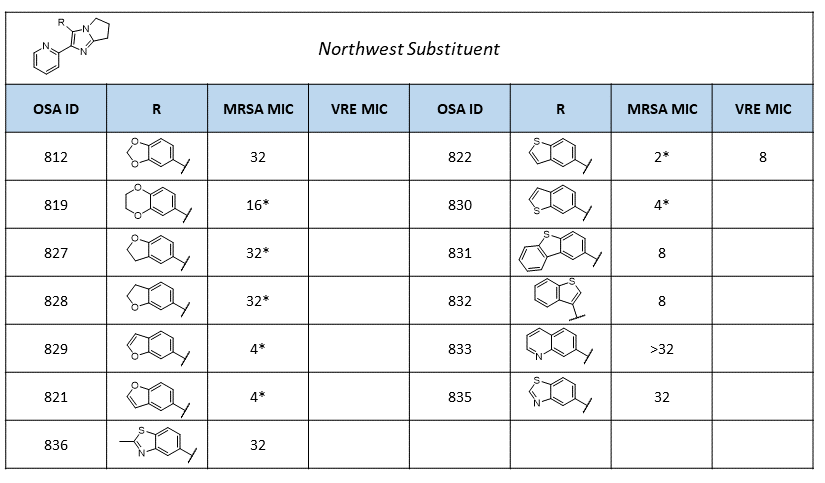 R
N
N
N
Northwest Substituent
OSA ID R MRSA MIC VRE MIC OSA ID R MRSA MIC VRE MIC
812 O O 32 822 S 2* 8
819 O O 16* 830 S 4*
827 O 32* 831 S 8
828 O 32* 832 S 8
829 O 4* 833 N >32
821 O 4* 835 S N 32
836 S N 32